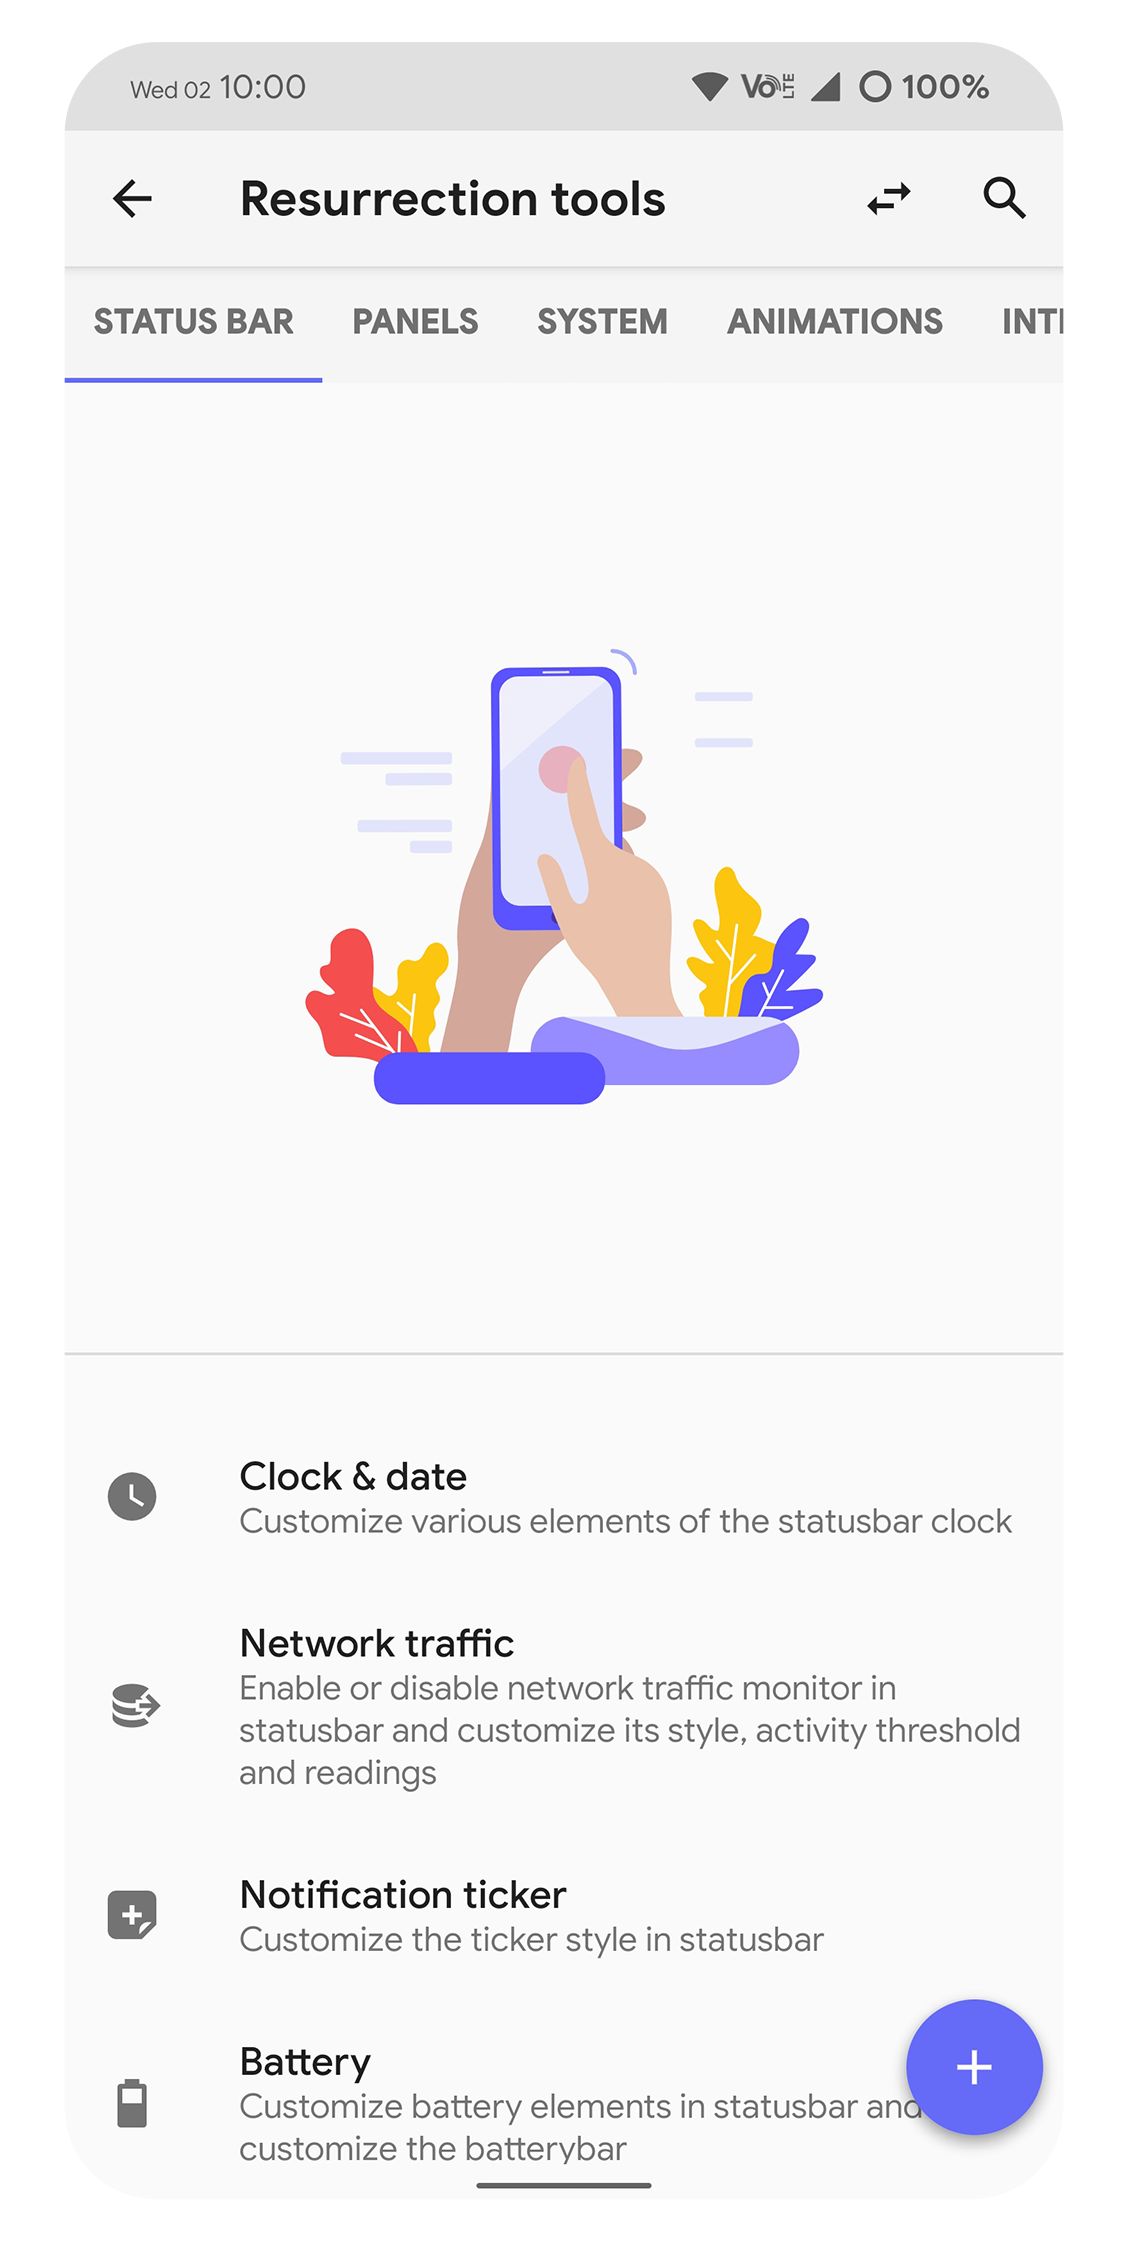 Wed 02 10:00 VoLTE 100%
Resurrection tools
STATUS BAR PANELS SYSTEM ANIMATIONS
Clock & date
Customize various elements of the statusbar clock
Network traffic
Enable or disable network traffic monitor in
statusbar and customize its style, activity threshold
and readings
Notification ticker
Customize the ticker style in statusbar
Battery
Customize battery elements in statusbar and
customize the batterybar